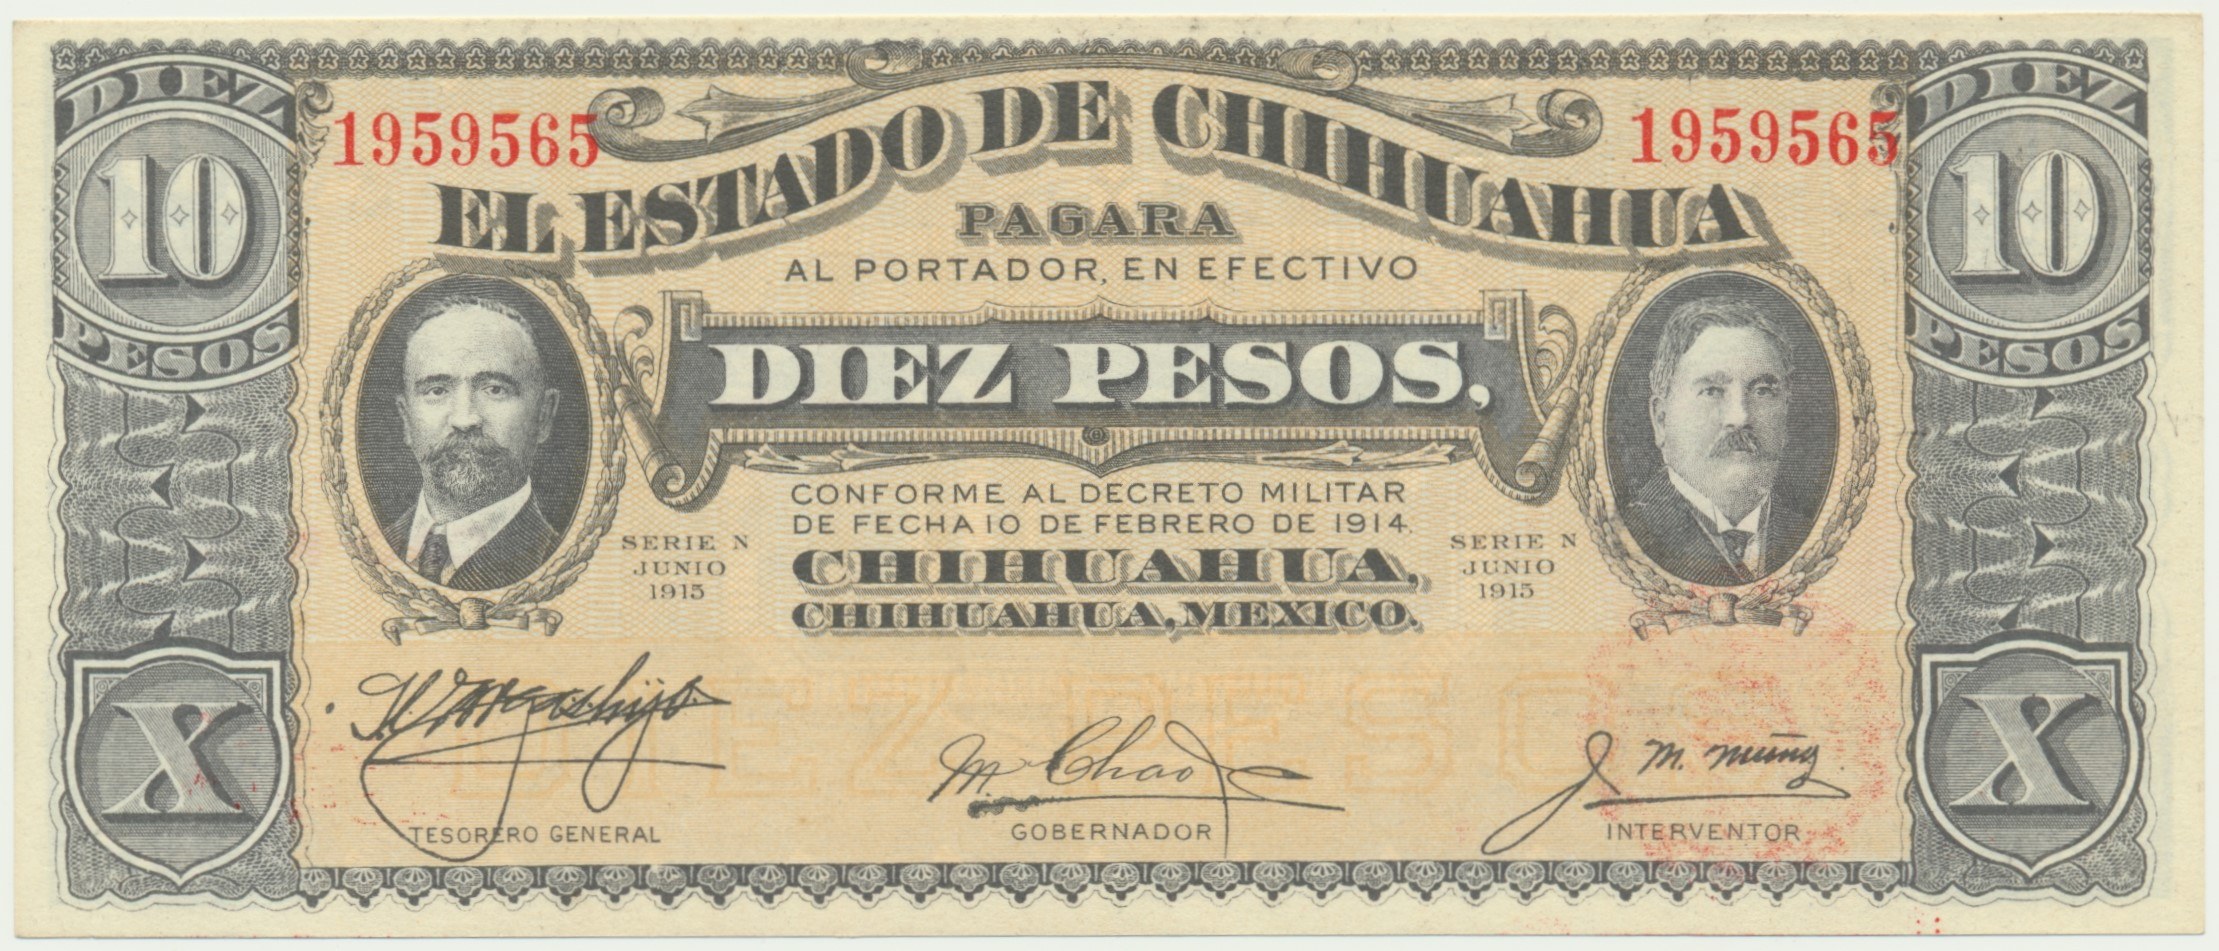 DIEZ
10
PESOS
1959565
1959565
DIEZ
10
PESOS
EL ESTADO DE CHIHUAHUA
PAGARA
AL PORTADOR, EN EFECTIVO
DIEZ PESOS,
CONFORME AL DECRETO MILITAR
DE FECHA 10 DE FEBRERO DE 1914.
SERIE N
JUNIO
1915
SERIE N
JUNIO
1915
CHIHUAHUA,
CHIHUAHUA, MEXICO.
DIEZ PESOS
X
X
M Chao
M. Muñoz
TESORERO GENERAL
GOBERNADOR
INTERVENTOR